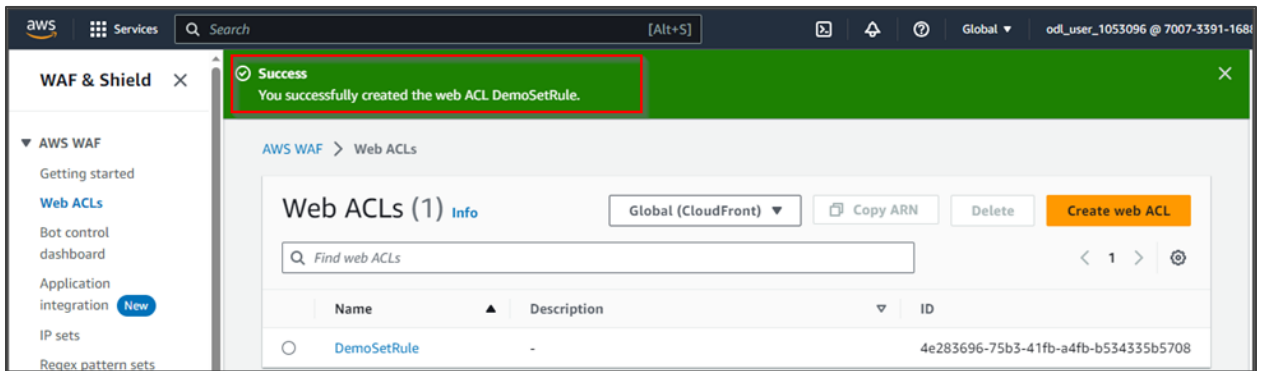 aws
Services
Search
[Alt+S]
Global
odl_user_1053096 @ 7007-3391-1688
WAF & Shield
AWS WAF
Getting started
Web ACLs
Bot control
dashboard
Application
integration New
IP sets
Regex pattern sets
Success
You successfully created the web ACL DemoSetRule.
AWS WAF > Web ACLs
Web ACLs (1) Info
Global (CloudFront)
Copy ARN
Delete
Create web ACL
Find web ACLs
1
Name Description ID
DemoSetRule - 4e283696-75b3-41fb-a4fb-b534335b5708